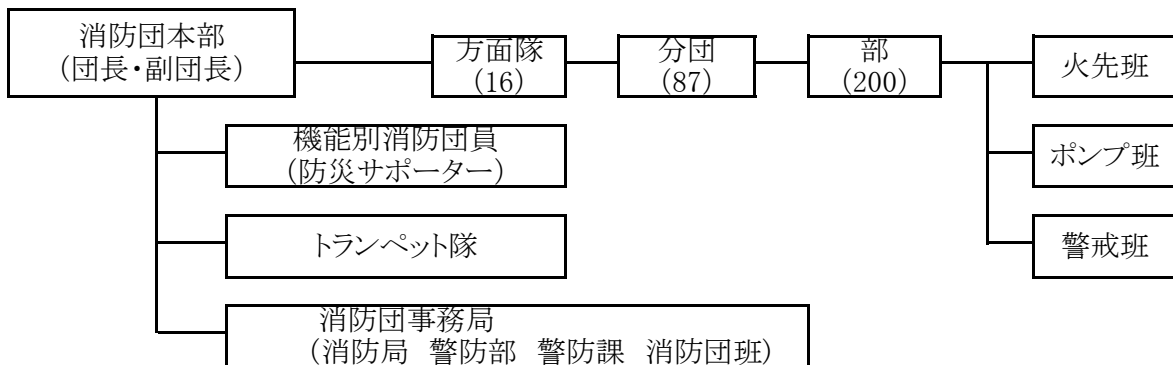 消防団本部
(団長・副団長)
方面隊
(16)
分団
(87)
部
(200)
火先班
機能別消防団員
(防災サポーター)
ポンプ班
トランペット隊
警戒班
消防団事務局
(消防局 警防部 警防課 消防団班)